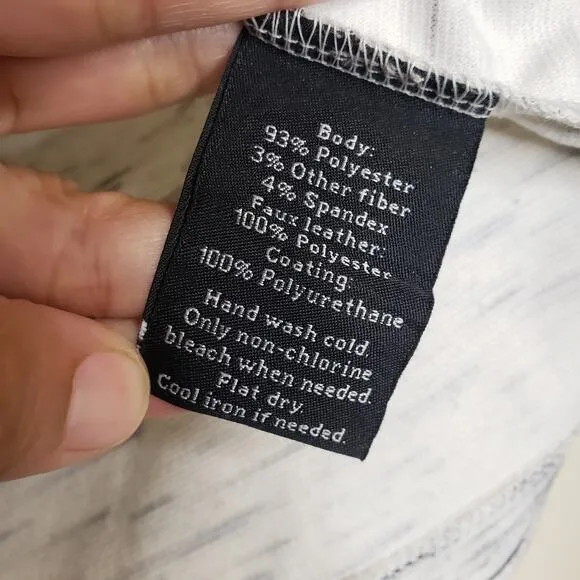 Body:
93% Polyester
3% Other fiber
4% Spandex
Faux leather:
100% Polyester
Coating:
100% Polyurethane
Hand wash cold.
Only non-chlorine
bleach when needed.
Flat dry.
Cool iron if needed.